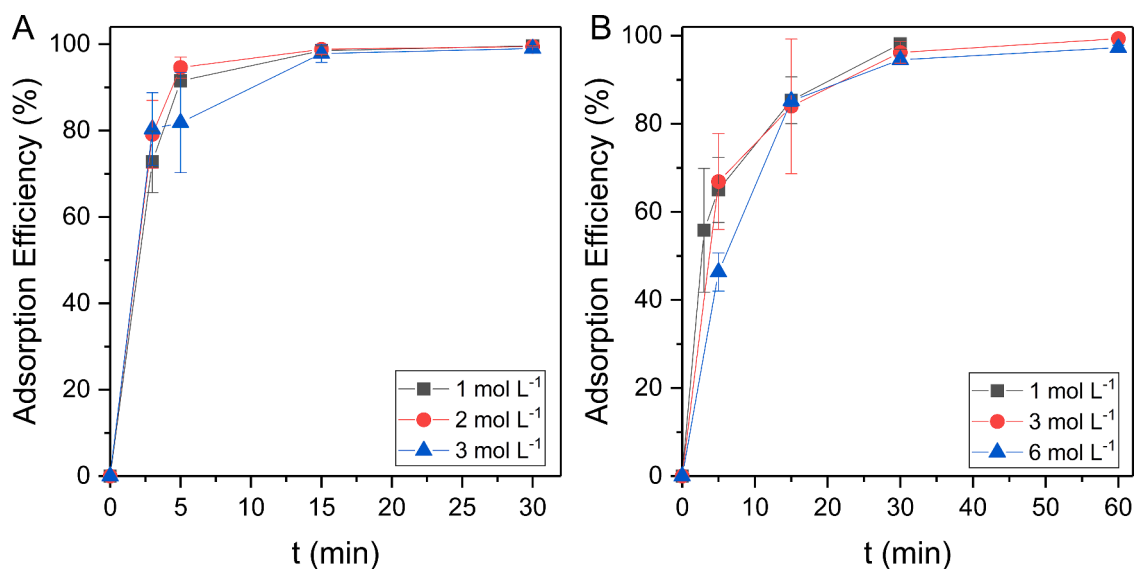 A
Adsorption Efficiency (%)
100
80
60
40
20
0
0 5 10 15 20 25 30
t (min)
1 mol L⁻¹
2 mol L⁻¹
3 mol L⁻¹
B
Adsorption Efficiency (%)
100
80
60
40
20
0
0 10 20 30 40 50 60
t (min)
1 mol L⁻¹
3 mol L⁻¹
6 mol L⁻¹